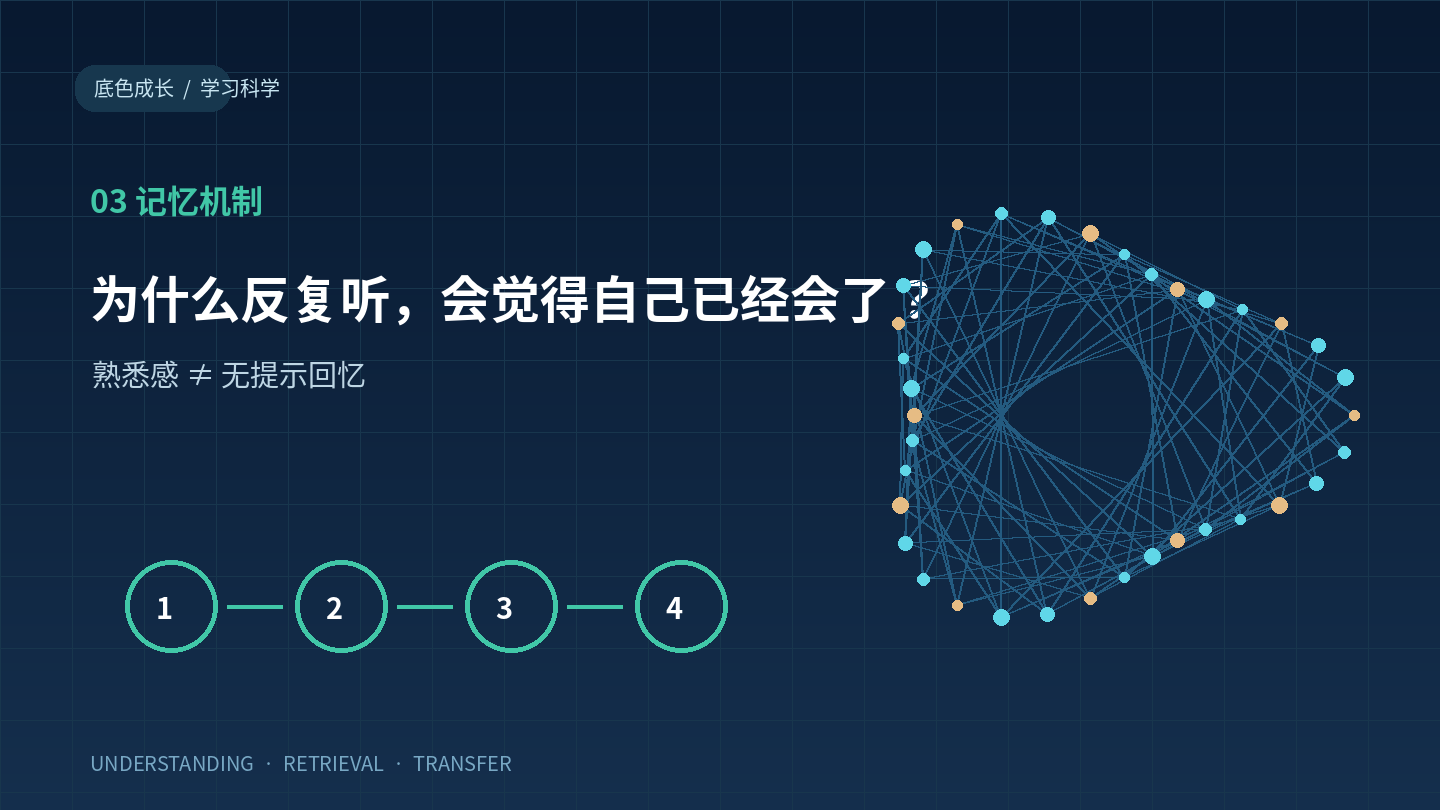 底色成长 / 学习科学
03 记忆机制
为什么反复听，会觉得自己已经会了？
熟悉感 ≠ 无提示回忆
1 2 3 4
UNDERSTANDING · RETRIEVAL · TRANSFER